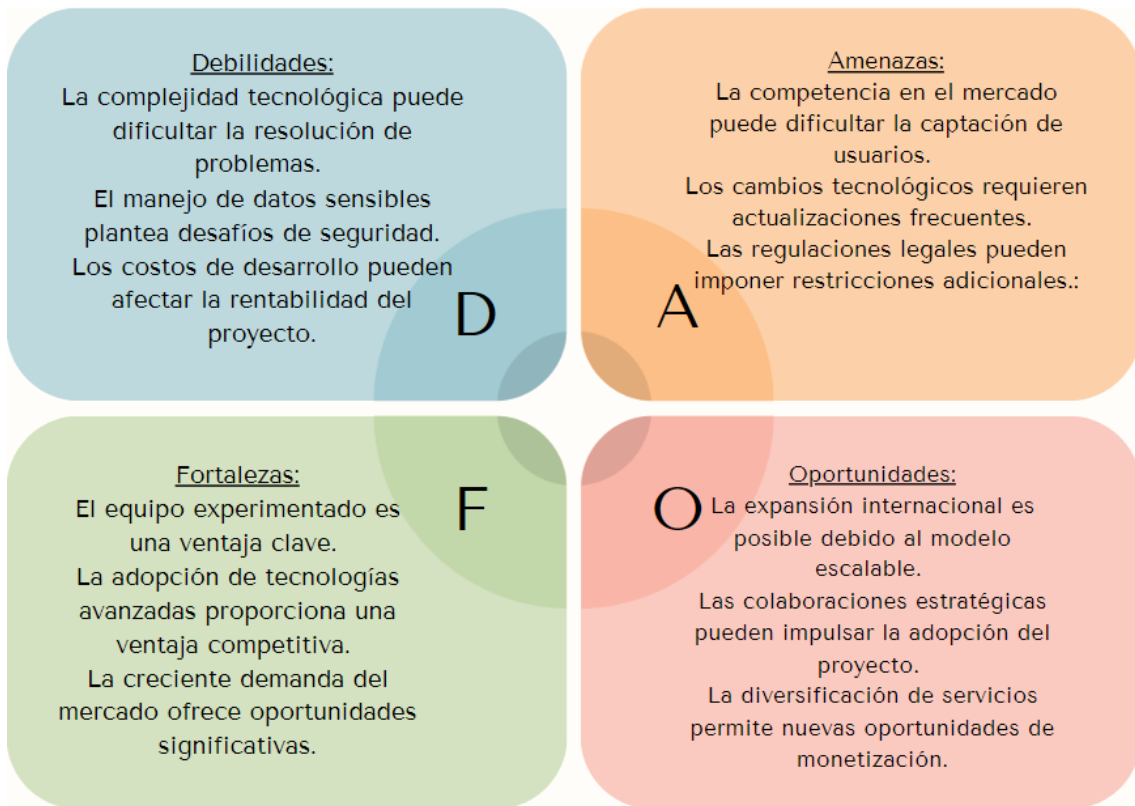 Debilidades:
La complejidad tecnológica puede
dificultar la resolución de
problemas.
El manejo de datos sensibles
plantea desafíos de seguridad.
Los costos de desarrollo pueden
afectar la rentabilidad del
proyecto.
D
Amenazas:
La competencia en el mercado
puede dificultar la captación de
usuarios.
Los cambios tecnológicos requieren
actualizaciones frecuentes.
Las regulaciones legales pueden
imponer restricciones adicionales.:
A
Fortalezas:
El equipo experimentado es
una ventaja clave.
La adopción de tecnologías
avanzadas proporciona una
ventaja competitiva.
La creciente demanda del
mercado ofrece oportunidades
significativas.
F
Oportunidades:
La expansión internacional es
posible debido al modelo
escalable.
Las colaboraciones estratégicas
pueden impulsar la adopción del
proyecto.
La diversificación de servicios
permite nuevas oportunidades de
monetización.
O